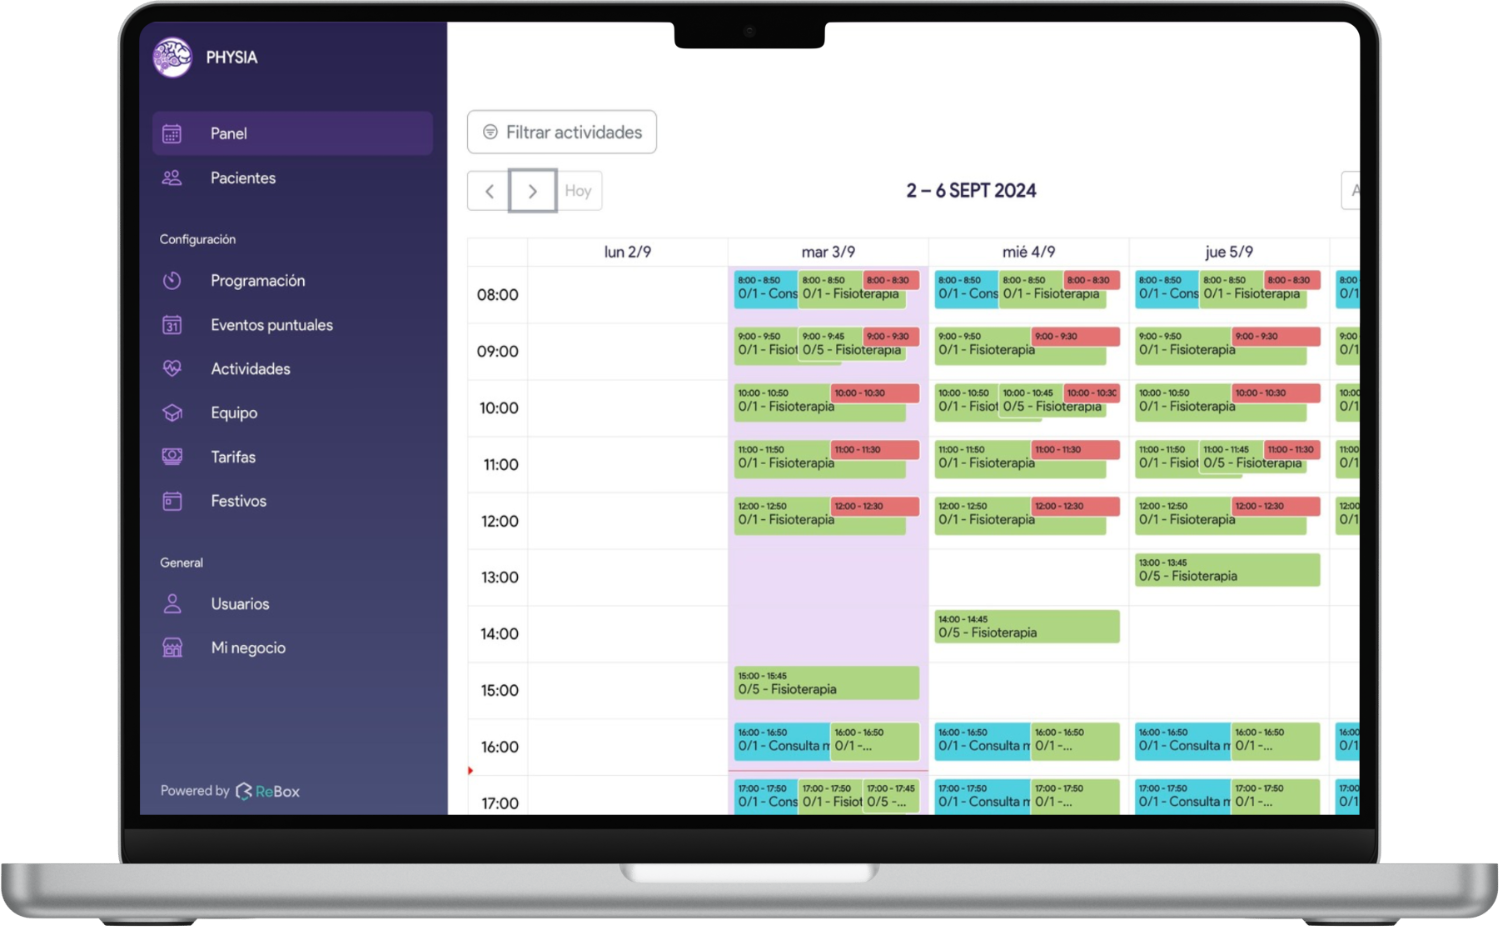 PHYSIA
Panel
Pacientes
Configuración
Programación
Eventos puntuales
Actividades
31
Equipo
Tarifas
Festivos
General
Usuarios
Mi negocio
Powered by ReBox
Filtrar actividades
Hoy
2 – 6 SEPT 2024
A
lun 2/9 mar 3/9 mié 4/9 jue 5/9
08:00
8:00 - 8:50 8:00 - 8:50 8:00 - 8:30 8:00 - 8:50 8:00 - 8:50 8:00 - 8:30 8:00 - 8:50 8:00 - 8:50 8:00 - 8:30 8:00
0/1 - Cons 0/1 - Fisioterapia 0/1 - Cons 0/1 - Fisioterapia 0/1 - Cons 0/1 - Fisioterapia 0/1
09:00
9:00 - 9:50 9:00 - 9:45 9:00 - 9:30 9:00 - 9:50 9:00 - 9:30 9:00 - 9:50 9:00 - 9:30 9:00
0/1 - Fisiot 0/5 - Fisioterapia 0/1 - Fisioterapia 0/1 - Fisioterapia 0/1
10:00
10:00 - 10:50 10:00 - 10:30 10:00 - 10:50 10:00 - 10:45 10:00 - 10:30 10:00 - 10:50 10:00 - 10:30 10:00
0/1 - Fisioterapia 0/1 - Fisiot 0/5 - Fisioterapia 0/1 - Fisioterapia 0/1
11:00
11:00 - 11:50 11:00 - 11:30 11:00 - 11:50 11:00 - 11:30 11:00 - 11:50 11:00 - 11:45 11:00 - 11:30 11:00
0/1 - Fisioterapia 0/1 - Fisioterapia 0/1 - Fisiot 0/5 - Fisioterapia 0/1
12:00
12:00 - 12:50 12:00 - 12:30 12:00 - 12:50 12:00 - 12:30 12:00 - 12:50 12:00 - 12:30 12:00
0/1 - Fisioterapia 0/1 - Fisioterapia 0/1 - Fisioterapia 0/1
13:00
13:00 - 13:45
0/5 - Fisioterapia
14:00
14:00 - 14:45
0/5 - Fisioterapia
15:00
15:00 - 15:45
0/5 - Fisioterapia
16:00
16:00 - 16:50 16:00 - 16:50 16:00 - 16:50 16:00 - 16:50 16:00 - 16:50 16:00 - 16:50 16:00
0/1 - Consulta m 0/1 -... 0/1 - Consulta m 0/1 -... 0/1 - Consulta m 0/1 -... 0/1
17:00
17:00 - 17:50 17:00 - 17:50 17:00 - 17:45 17:00 - 17:50 17:00 - 17:50 17:00 - 17:50 17:00 - 17:50 17:00
0/1 - Cons 0/1 - Fisiot 0/5 -... 0/1 - Consulta m 0/1 -... 0/1 - Consulta m 0/1 -... 0/1